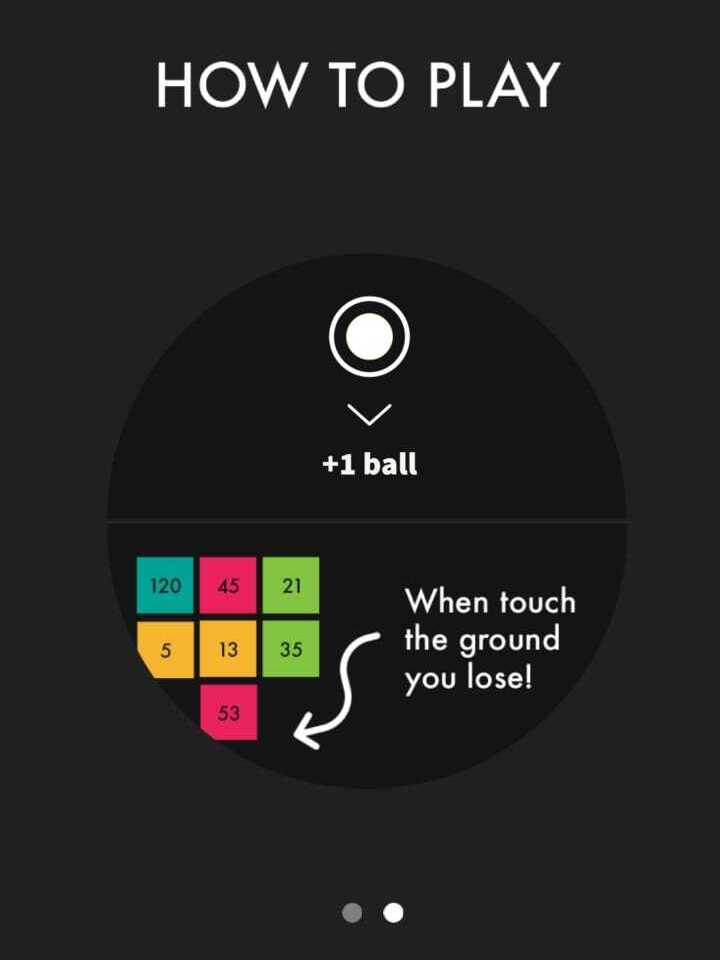 HOW TO PLAY
+1 ball
120 45 21
5 13 35
53
When touch
the ground
you lose!